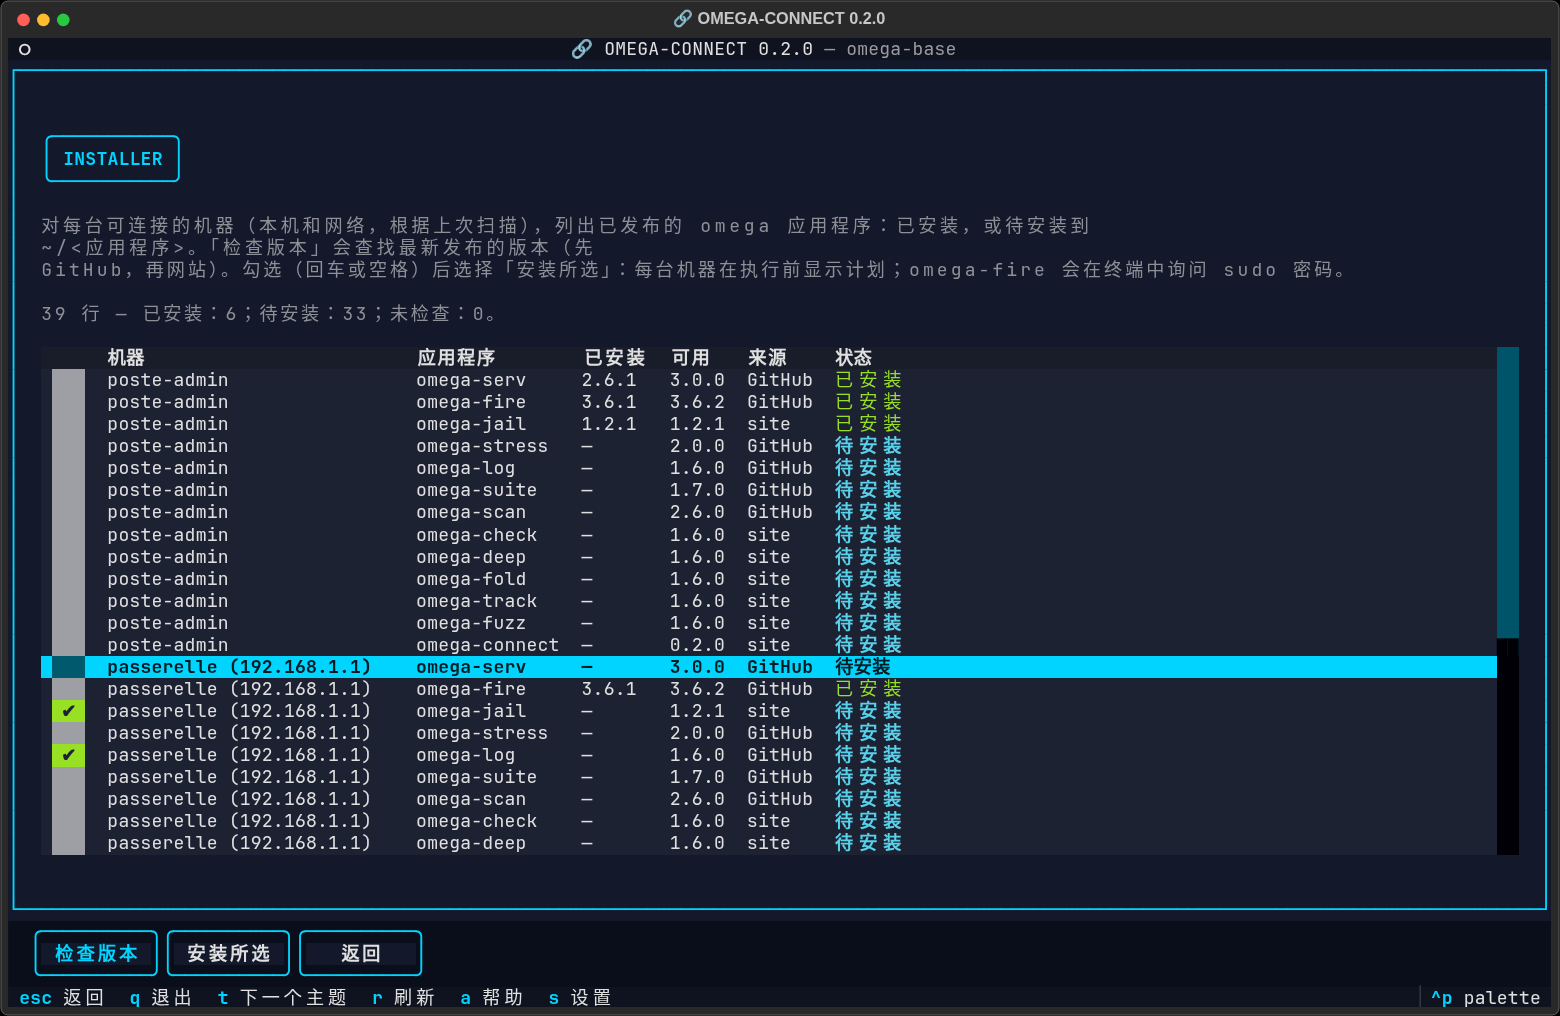 🔗 OMEGA-CONNECT 0.2.0
🔗 OMEGA-CONNECT 0.2.0 — omega-base
INSTALLER
对每台可连接的机器（本机和网络，根据上次扫描），列出已发布的 omega 应用程序：已安装，或待安装到
~/<应用程序>。「检查版本」会查找最新发布的版本（先
GitHub，再网站）。勾选（回车或空格）后选择「安装所选」：每台机器在执行前显示计划；omega-fire 会在终端中询问 sudo 密码。
39 行 — 已安装：6；待安装：33；未检查：0。
机器 应用程序 已安装 可用 来源 状态
poste-admin omega-serv 2.6.1 3.0.0 GitHub 已安装
poste-admin omega-fire 3.6.1 3.6.2 GitHub 已安装
poste-admin omega-jail 1.2.1 1.2.1 site 已安装
poste-admin omega-stress — 2.0.0 GitHub 待安装
poste-admin omega-log — 1.6.0 GitHub 待安装
poste-admin omega-suite — 1.7.0 GitHub 待安装
poste-admin omega-scan — 2.6.0 GitHub 待安装
poste-admin omega-check — 1.6.0 site 待安装
poste-admin omega-deep — 1.6.0 site 待安装
poste-admin omega-fold — 1.6.0 site 待安装
poste-admin omega-track — 1.6.0 site 待安装
poste-admin omega-fuzz — 1.6.0 site 待安装
poste-admin omega-connect — 0.2.0 site 待安装
passerelle (192.168.1.1) omega-serv — 3.0.0 GitHub 待安装
passerelle (192.168.1.1) omega-fire 3.6.1 3.6.2 GitHub 已安装
✔ passerelle (192.168.1.1) omega-jail — 1.2.1 site 待安装
passerelle (192.168.1.1) omega-stress — 2.0.0 GitHub 待安装
✔ passerelle (192.168.1.1) omega-log — 1.6.0 GitHub 待安装
passerelle (192.168.1.1) omega-suite — 1.7.0 GitHub 待安装
passerelle (192.168.1.1) omega-scan — 2.6.0 GitHub 待安装
passerelle (192.168.1.1) omega-check — 1.6.0 site 待安装
passerelle (192.168.1.1) omega-deep — 1.6.0 site 待安装
检查版本 安装所选 返回
esc 返回 q 退出 t 下一个主题 r 刷新 a 帮助 s 设置 ^p palette